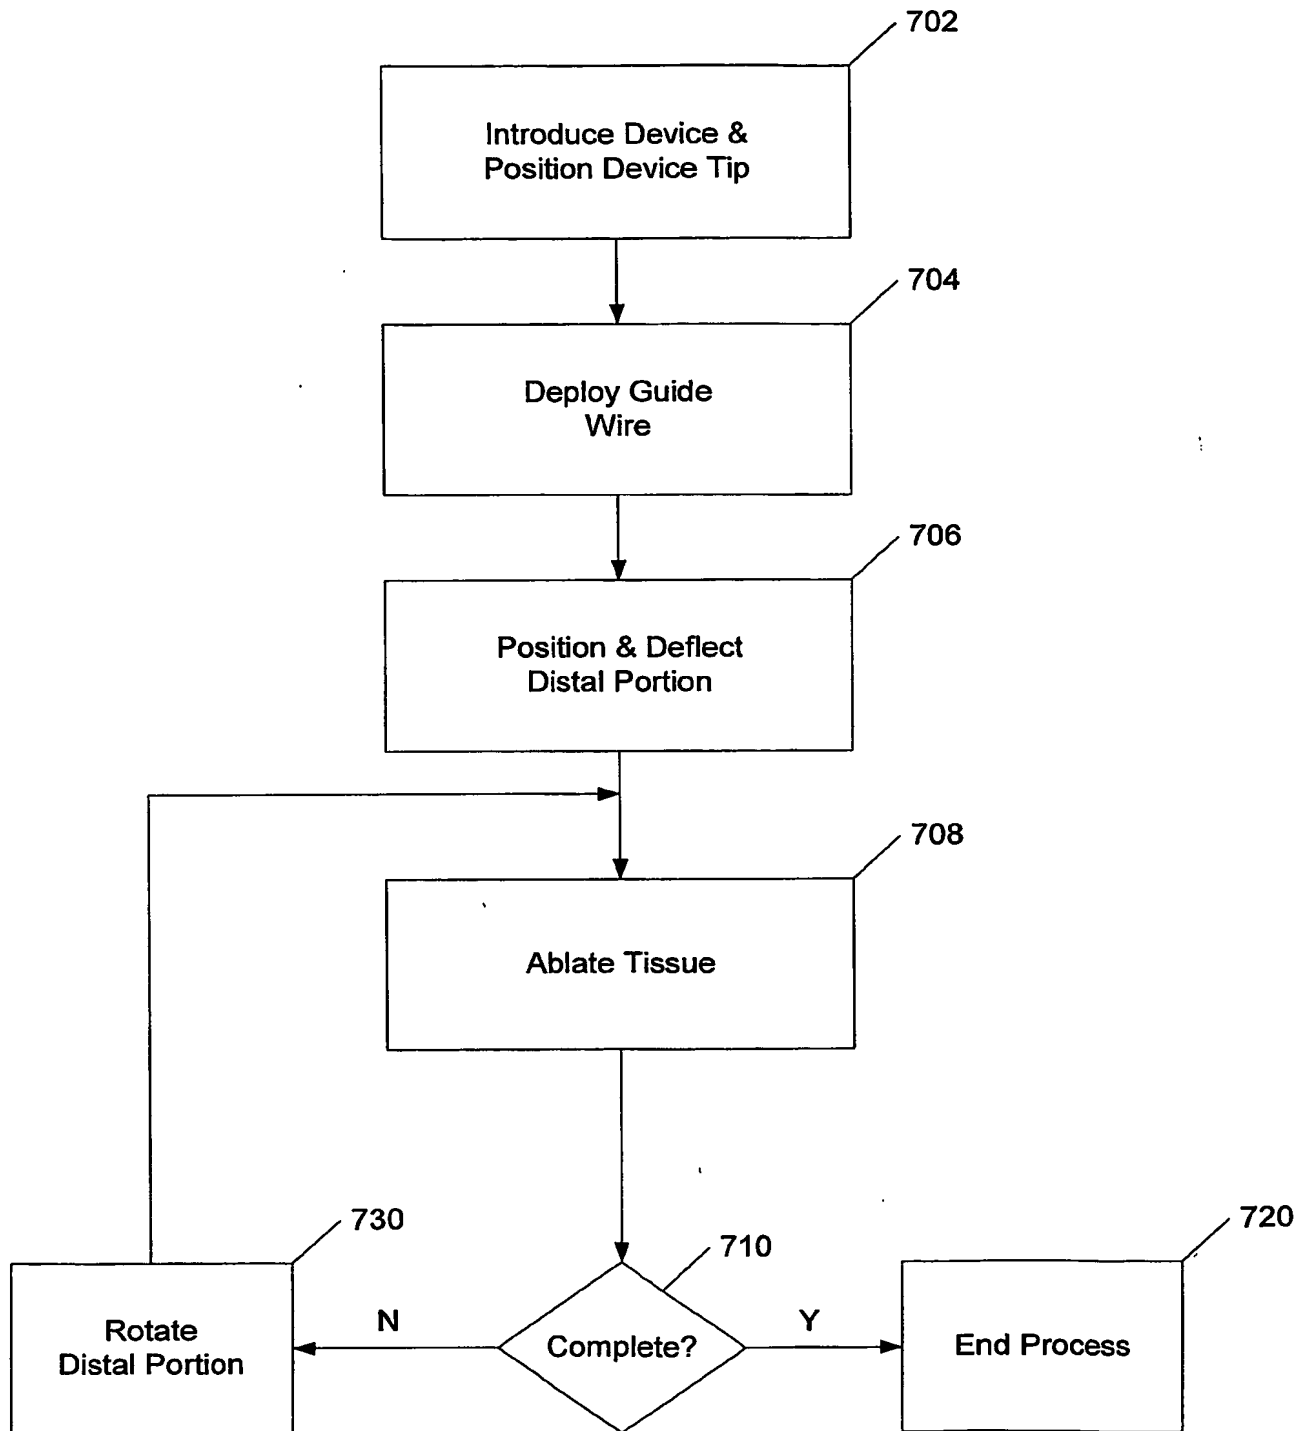 702
Introduce Device &
Position Device Tip
704
Deploy Guide
Wire
706
Position & Deflect
Distal Portion
708
Ablate Tissue
730
710
720
Rotate
Distal Portion
N
Complete?
Y
End Process